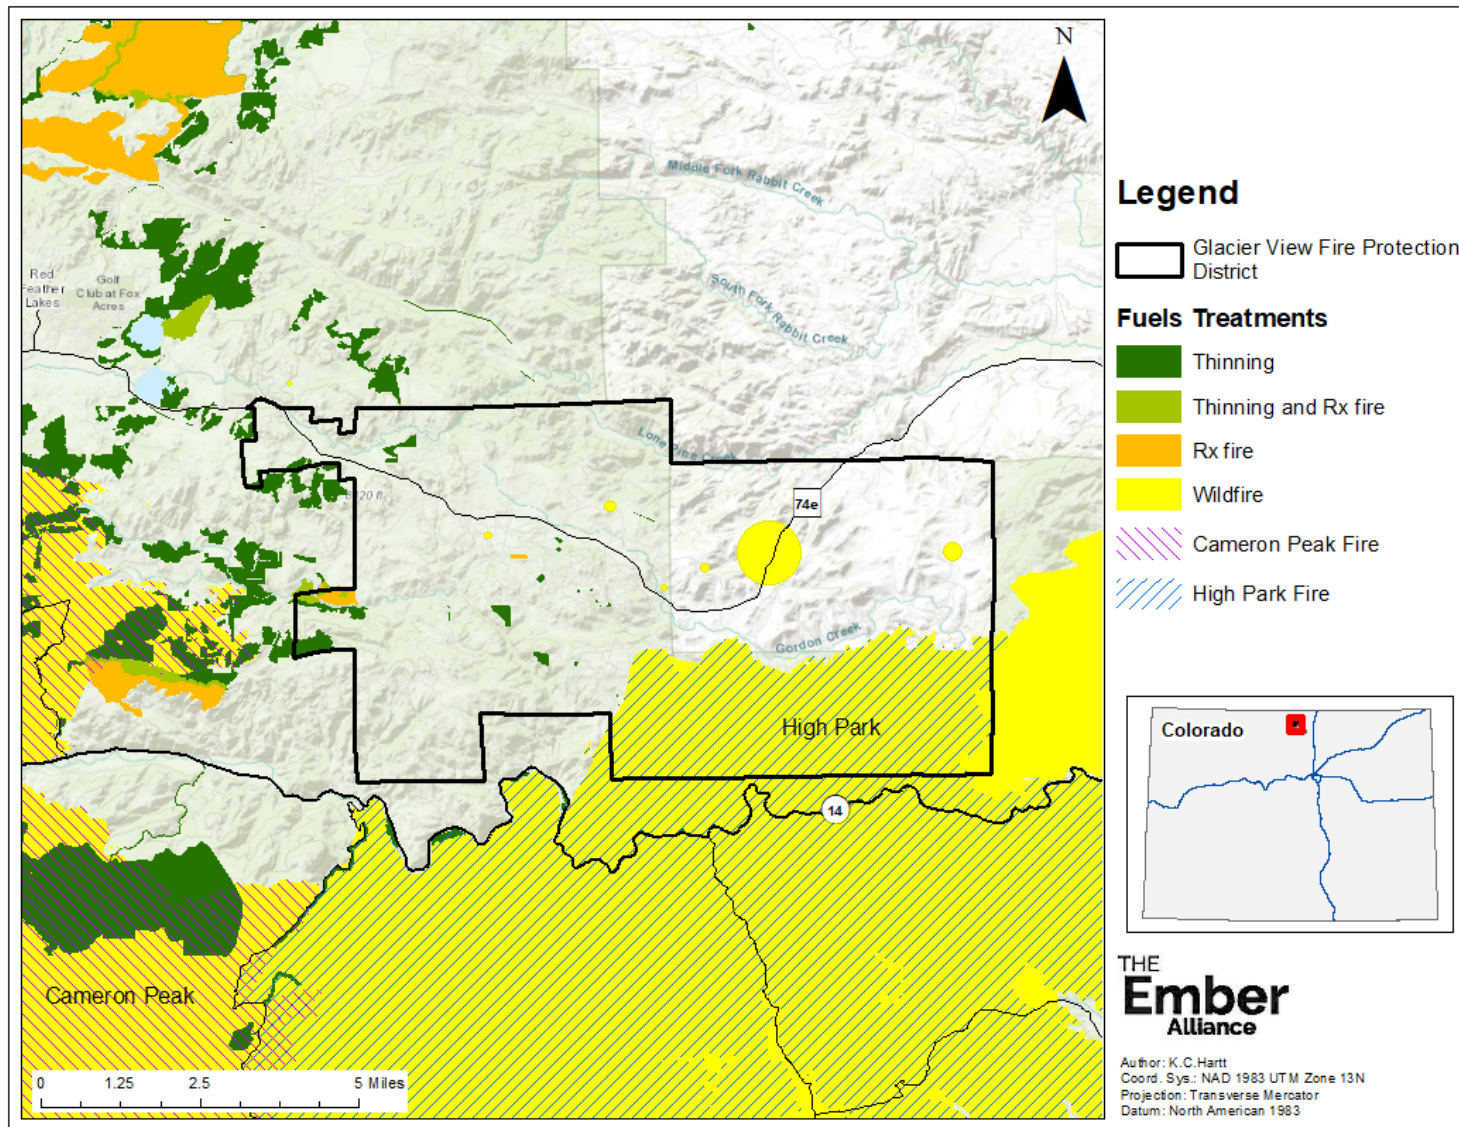 N
Middle Fork Rabbit Creek
South Fork Rabbit Creek
Red
Feather
Lakes
Golf
Club at Fox
Acres
Lone Pine Creek
74e
Gordon Creek
High Park
14
Cameron Peak
0 1.25 2.5 5 Miles
Legend
Glacier View Fire Protection
District
Fuels Treatments
Thinning
Thinning and Rx fire
Rx fire
Wildfire
Cameron Peak Fire
High Park Fire
Colorado
THE
Ember
Alliance
Author: K.C.Hartt
Coord. Sys.: NAD 1983 UTM Zone 13N
Projection: Transverse Mercator
Datum: North American 1983